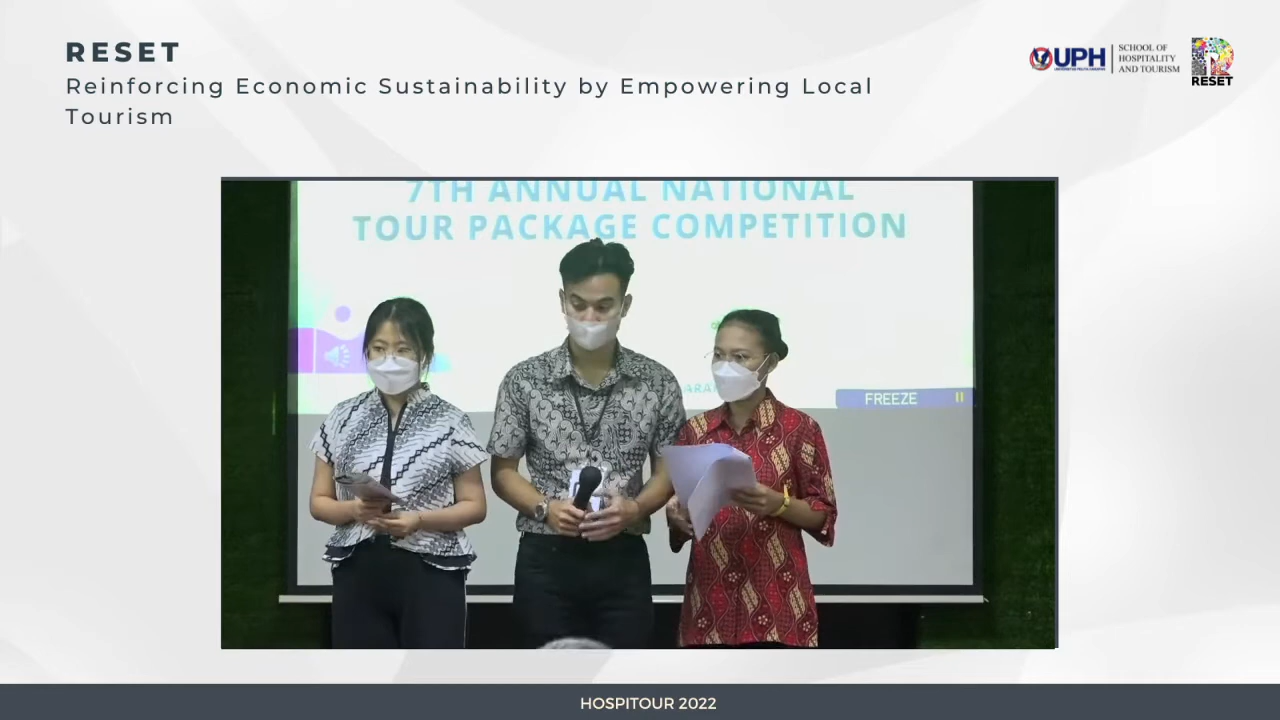 RESET
Reinforcing Economic Sustainability by Empowering Local
Tourism
UPH
SCHOOL OF
HOSPITALITY
AND TOURISM
RESET
7TH ANNUAL NATIONAL
TOUR PACKAGE COMPETITION
FREEZE
HOSPITOUR 2022